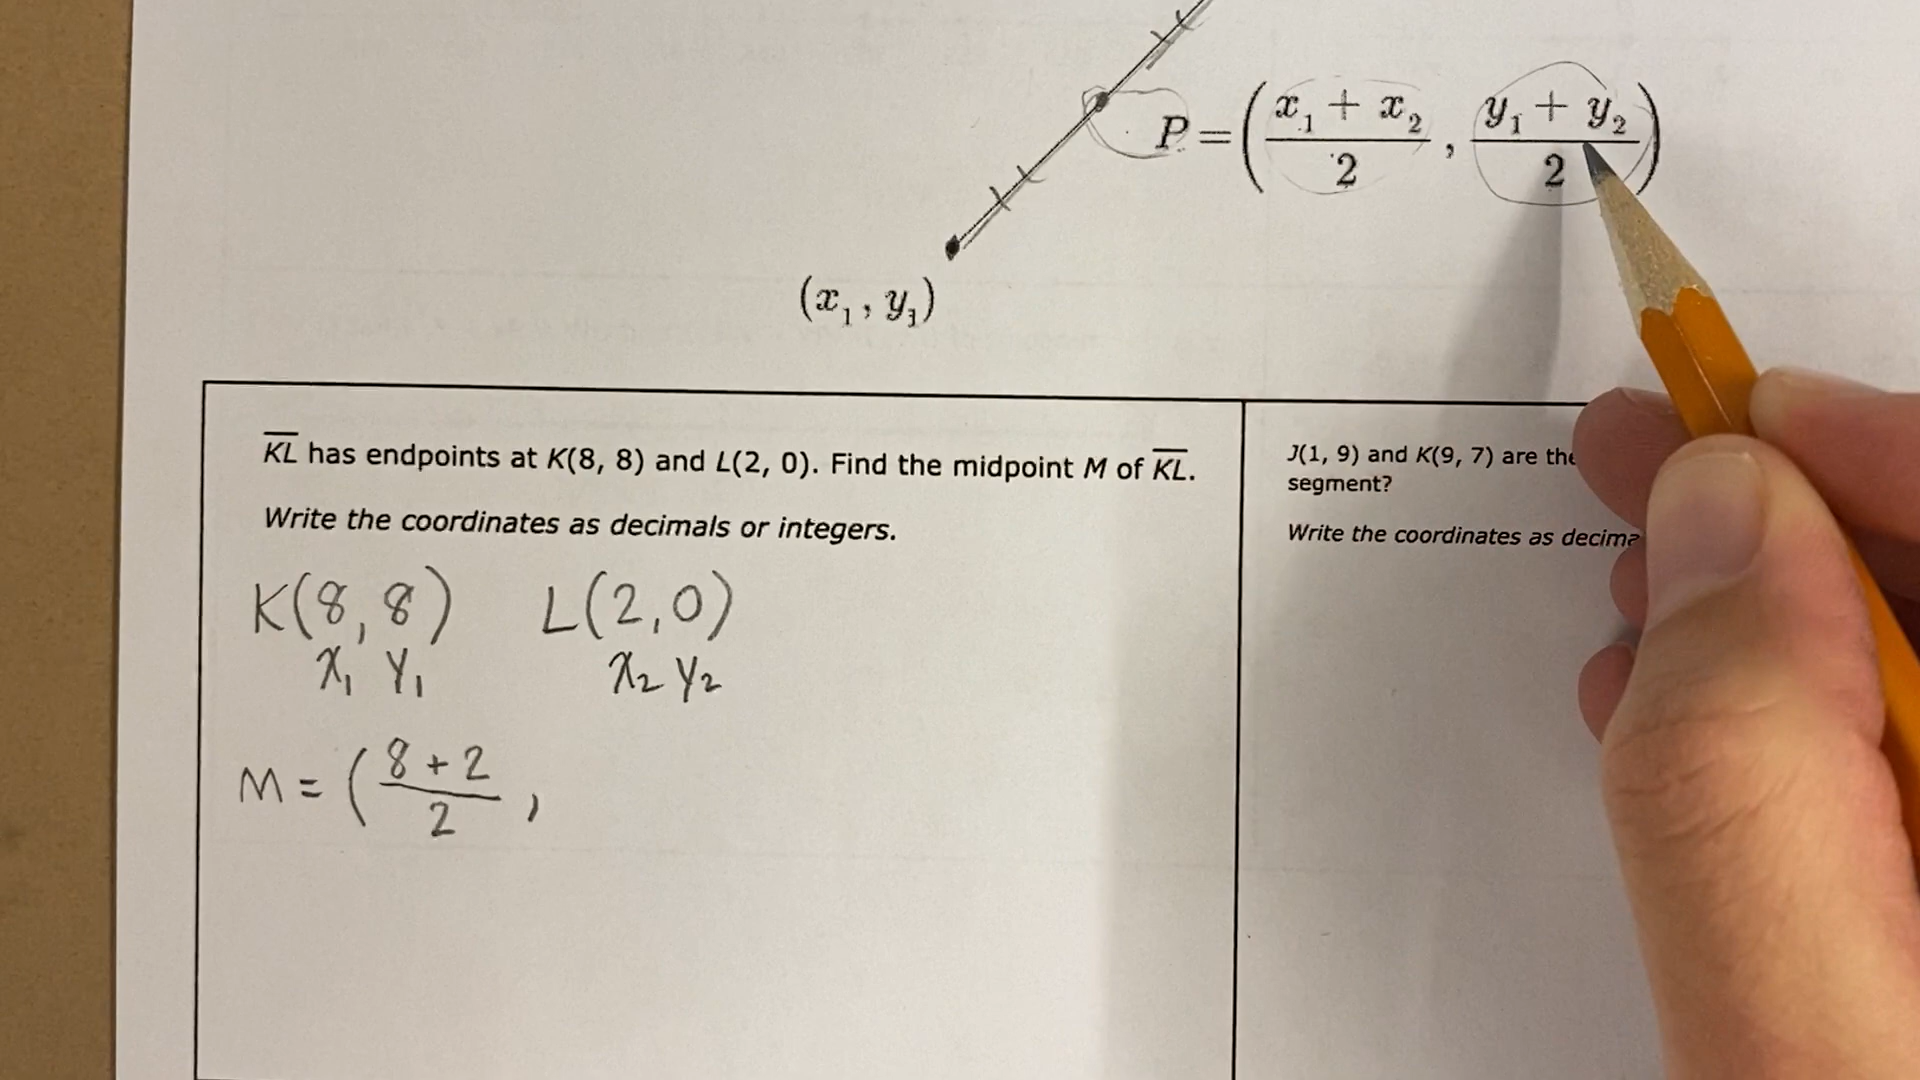 P = ( x₁ + x₂ / 2 , y₁ + y₂ / 2 )
(x₁, y₁)
KL has endpoints at K(8, 8) and L(2, 0). Find the midpoint M of KL.
Write the coordinates as decimals or integers.
K(8, 8) L(2, 0)
X₁ Y₁ X₂ Y₂
M = ( 8 + 2 / 2 ,
J(1, 9) and K(9, 7) are the
segment?
Write the coordinates as decima